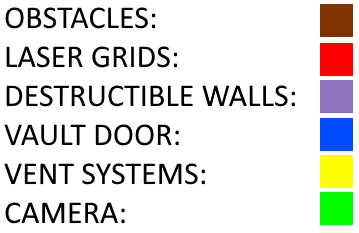 OBSTACLES:
LASER GRIDS:
DESTRUCTIBLE WALLS:
VAULT DOOR:
VENT SYSTEMS:
CAMERA: